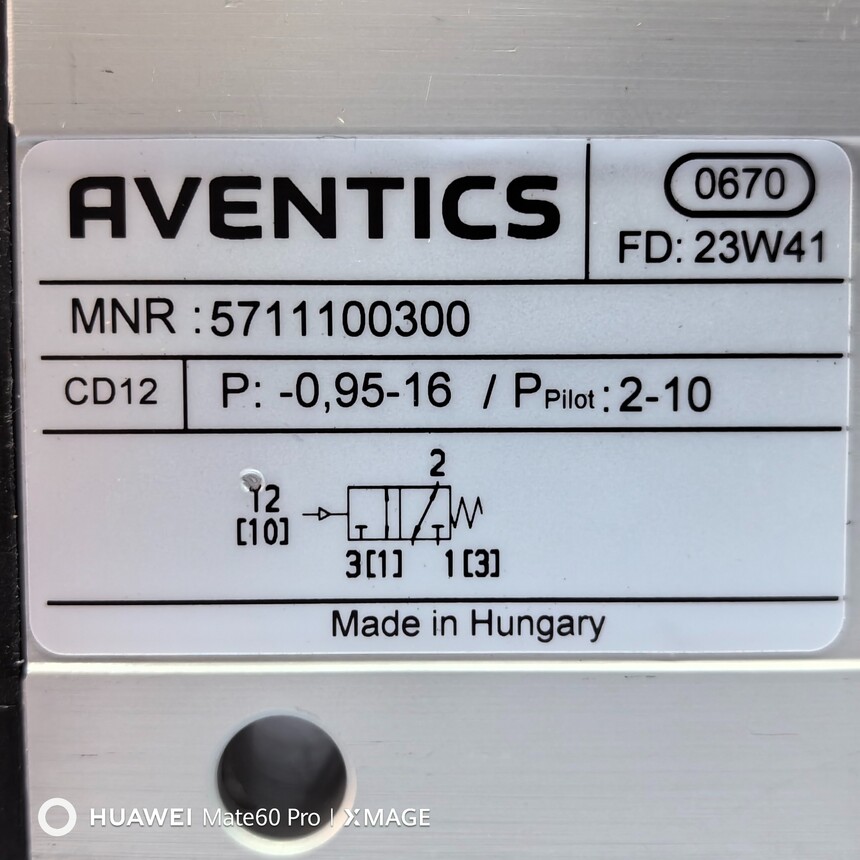 AVENTICS
0670
FD: 23W41
MNR :5711100300
CD12
P: -0,95-16 / PPilot:2-10
2
12
[10]
3[1] 1[3]
Made in Hungary
HUAWEI Mate60 Pro | XMAGE